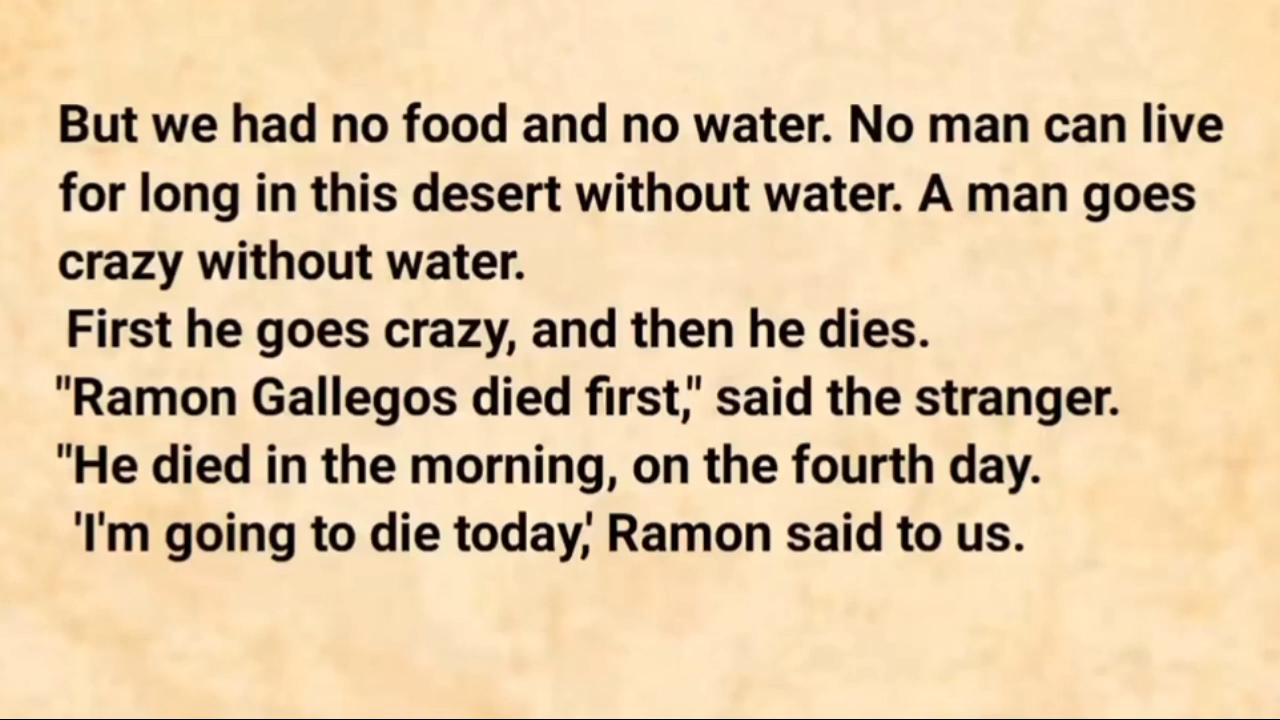 But we had no food and no water. No man can live
for long in this desert without water. A man goes
crazy without water.
First he goes crazy, and then he dies.
"Ramon Gallegos died first," said the stranger.
"He died in the morning, on the fourth day.
'I'm going to die today,' Ramon said to us.